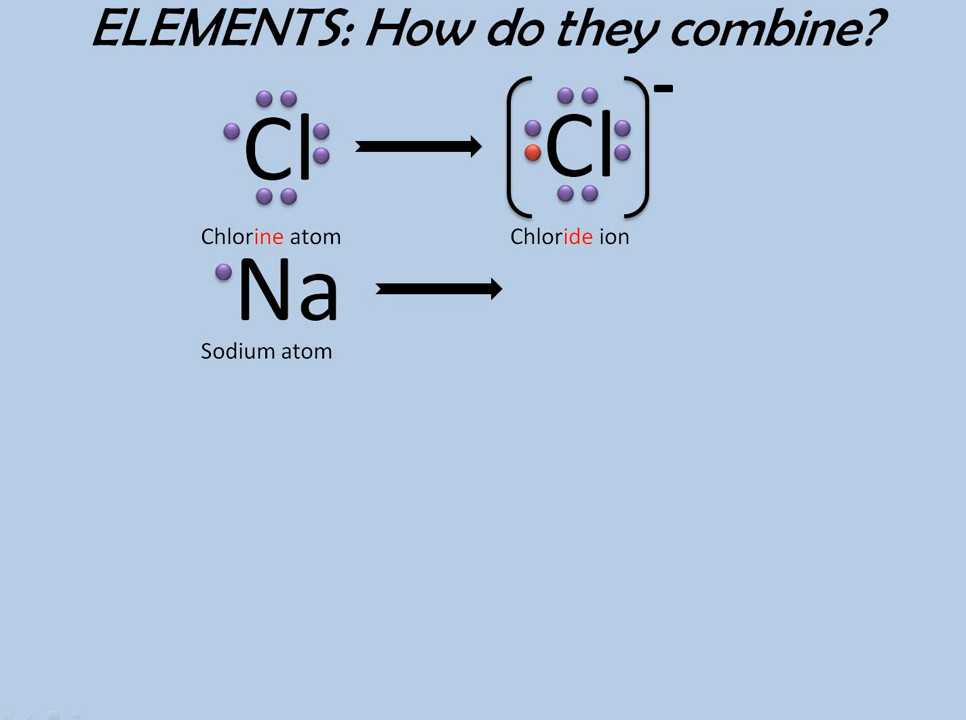 ELEMENTS: How do they combine?
Cl
[Cl]-
Chlorine atom
Chloride ion
Na
Sodium atom